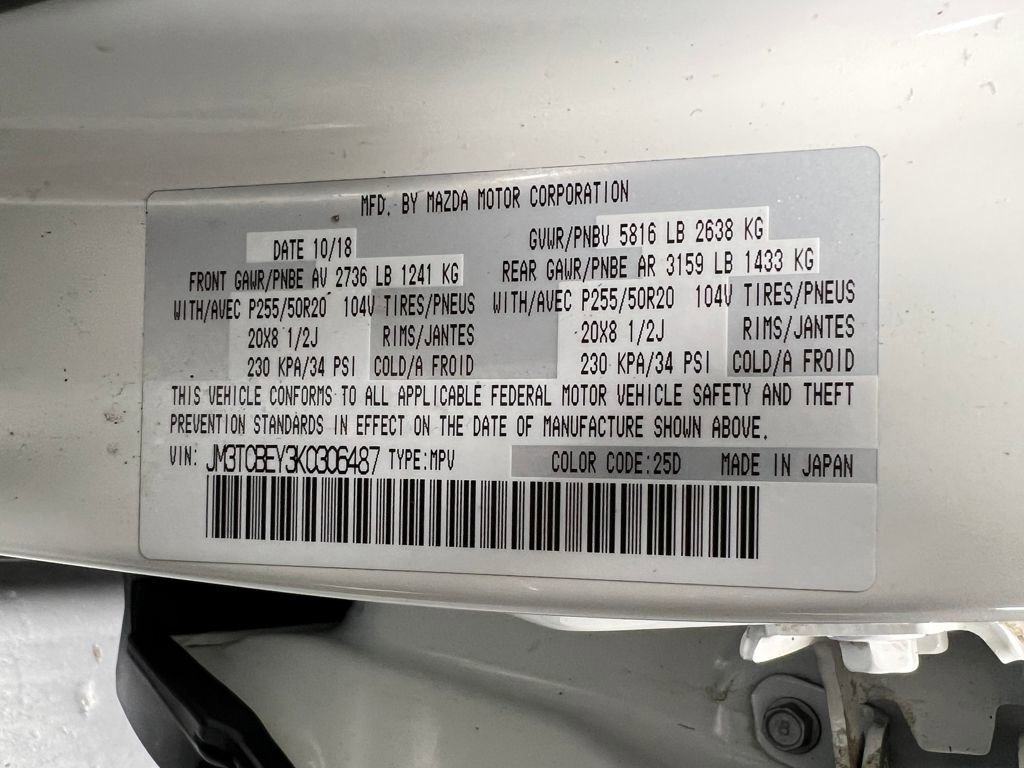 MFD. BY MAZDA MOTOR CORPORATION
DATE 10/18 GVWR/PNBV 5816 LB 2638 KG
FRONT GAWR/PNBE AV 2736 LB 1241 KG REAR GAWR/PNBE AR 3159 LB 1433 KG
WITH/AVEC P255/50R20 104V TIRES/PNEUS WITH/AVEC P255/50R20 104V TIRES/PNEUS
20X8 1/2J RIMS/JANTES 20X8 1/2J RIMS/JANTES
230 KPA/34 PSI COLD/A FROID 230 KPA/34 PSI COLD/A FROID
THIS VEHICLE CONFORMS TO ALL APPLICABLE FEDERAL MOTOR VEHICLE SAFETY AND THEFT
PREVENTION STANDARDS IN EFFECT ON THE DATE OF MANUFACTURE SHOWN ABOVE.
VIN: JM3TCBEY3K0306487 TYPE:MPV COLOR CODE:25D MADE IN JAPAN